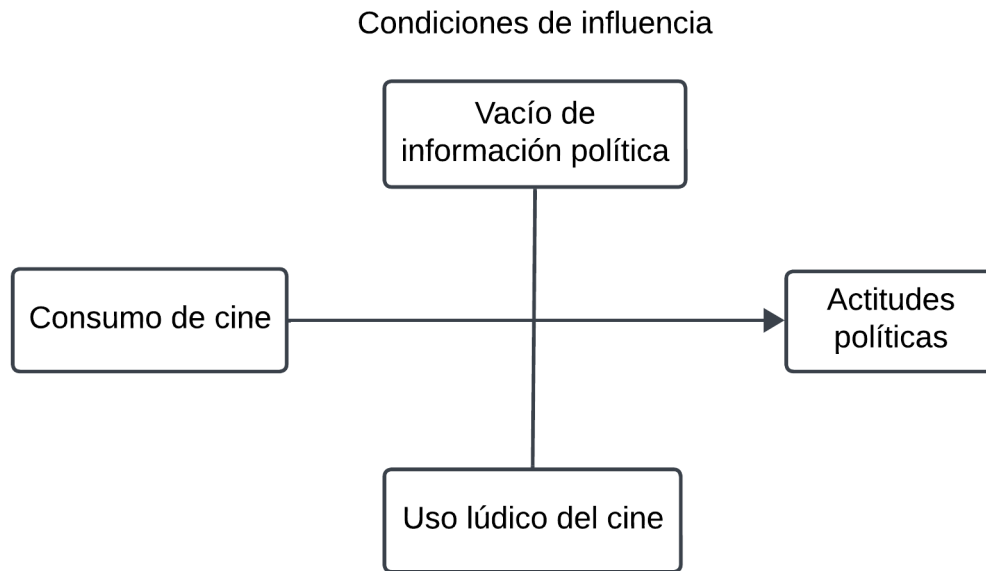 Condiciones de influencia
Vacío de
información política
Consumo de cine
Actitudes
políticas
Uso lúdico del cine